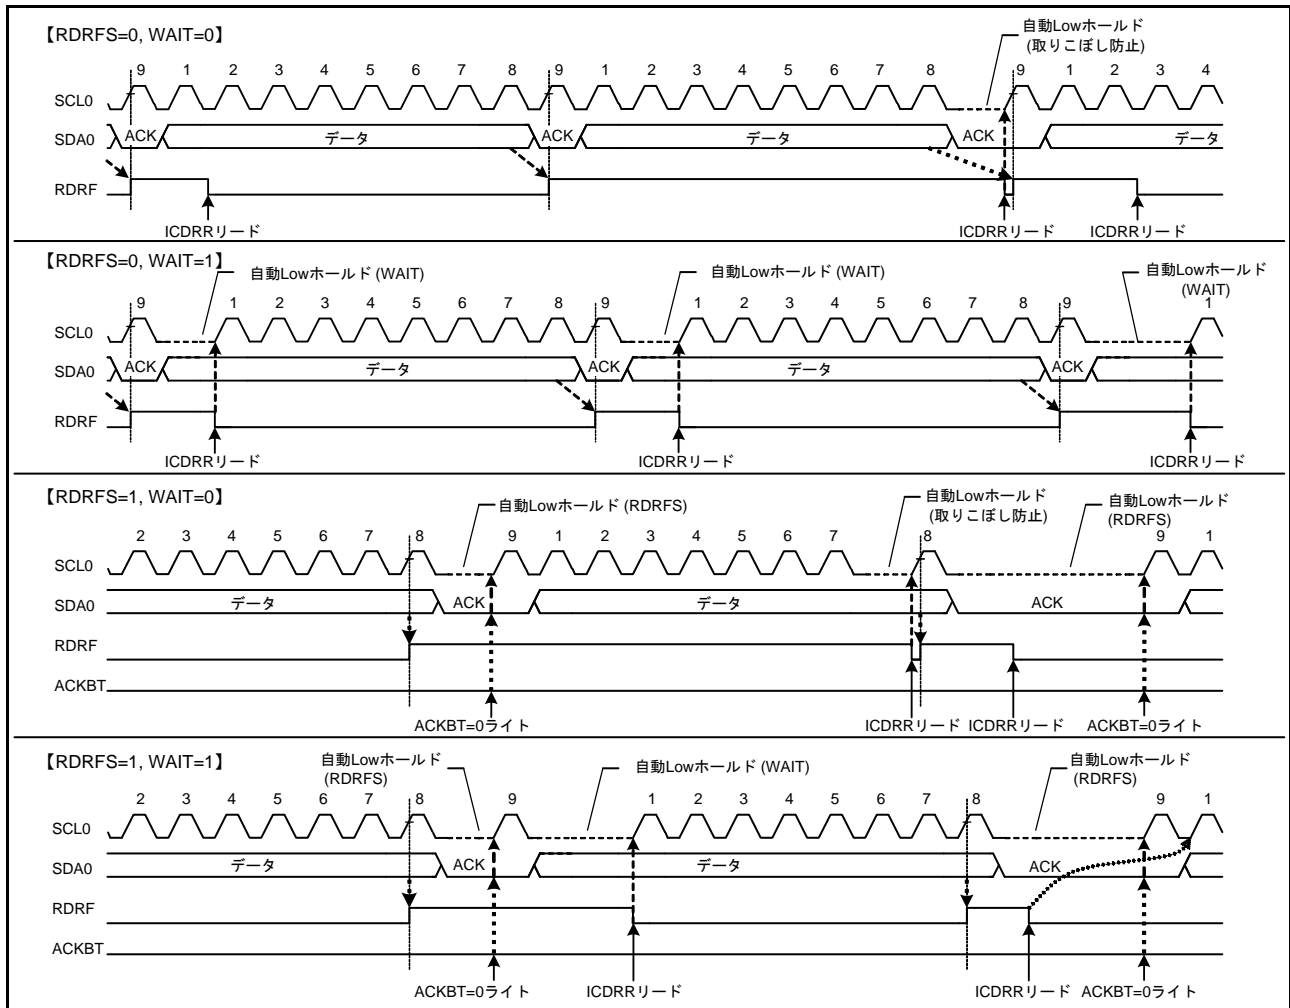 【RDRFS=0, WAIT=0】
自動Lowホールド
(取りこぼし防止)
9 1 2 3 4 5 6 7 8 9 1 2 3 4 5 6 7 8 9 1 2 3 4
SCL0
SDA0 ACK データ ACK データ ACK データ
RDRF
ICDRRリード ICDRRリード ICDRRリード
【RDRFS=0, WAIT=1】
自動Lowホールド (WAIT) 自動Lowホールド (WAIT) 自動Lowホールド
(WAIT)
9 1 2 3 4 5 6 7 8 9 1 2 3 4 5 6 7 8 9 1
SCL0
SDA0 ACK データ ACK データ ACK
RDRF
ICDRRリード ICDRRリード ICDRRリード
【RDRFS=1, WAIT=0】
自動Lowホールド (RDRFS) 自動Lowホールド
(取りこぼし防止)
自動Lowホールド
(RDRFS)
2 3 4 5 6 7 8 9 1 2 3 4 5 6 7 8 9 1
SCL0
SDA0 データ ACK データ ACK
RDRF
ACKBT
ACKBT=0ライト ICDRRリード ICDRRリード ACKBT=0ライト
【RDRFS=1, WAIT=1】
自動Lowホールド
(RDRFS)
自動Lowホールド (WAIT)
自動Lowホールド
(RDRFS)
2 3 4 5 6 7 8 9 1 2 3 4 5 6 7 8 9 1
SCL0
SDA0 データ ACK データ ACK
RDRF
ACKBT
ACKBT=0ライト ICDRRリード ICDRRリード ACKBT=0ライト